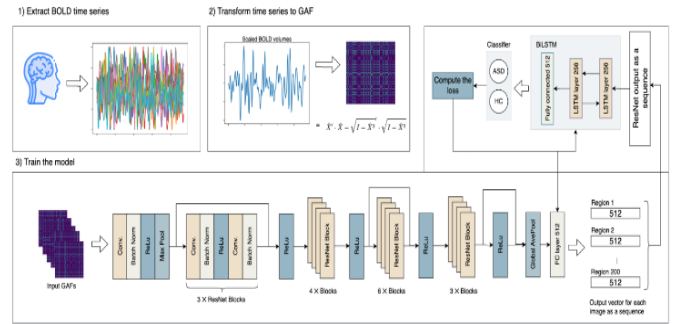 1) Extract BOLD time series
2) Transform time series to GAF
Scaled BOLD volumes
= X̃' · X̃ − √(I − X̃²)' · √(I − X̃²)
Compute the
loss
Classifier
ASD
HC
BiLSTM
Fully connected 512
LSTM layer 256
LSTM layer 256
ResNet ouput as a
sequence
3) Train the model
Input GAFs
Conv.
Batch Norm
ReLu
Max Pool
Conv.
Batch Norm
ReLu
Conv.
Batch Norm
3 X ResNet Blocks
ReLu
ResNet Block
4 X Blocks
ReLu
ResNet Block
6 X Blocks
ReLu
ResNet Block
3 X Blocks
ReLu
Global AvePool
FC layer 512
Region 1
512
Region 2
512
Region 200
512
Output vector for each
image as a sequence